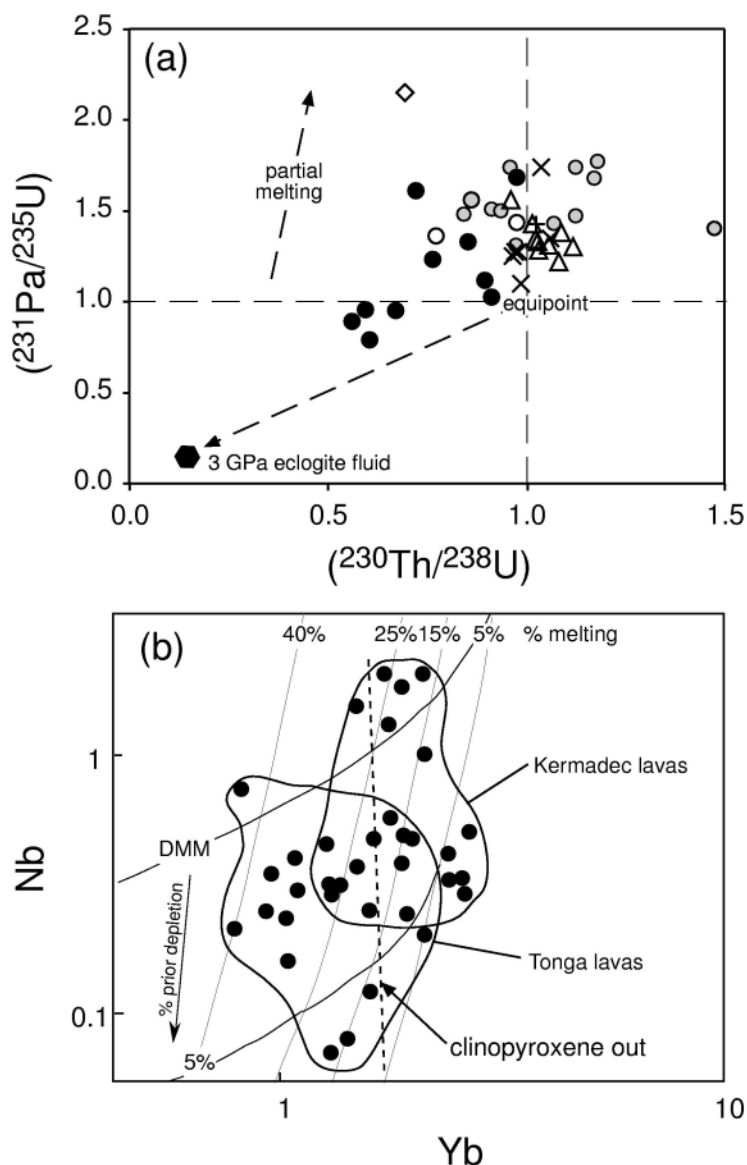 2.5
(a)
2.0
partial
melting
1.5
(²³¹Pa/²³⁵U)
1.0
equipoint
0.5
3 GPa eclogite fluid
0.0
0.0 0.5 1.0 1.5
(²³⁰Th/²³⁸U)
(b)
40% 25% 15% 5% % melting
1
Kermadec lavas
DMM
Nb
% prior depletion
Tonga lavas
0.1
clinopyroxene out
5%
1 10
Yb